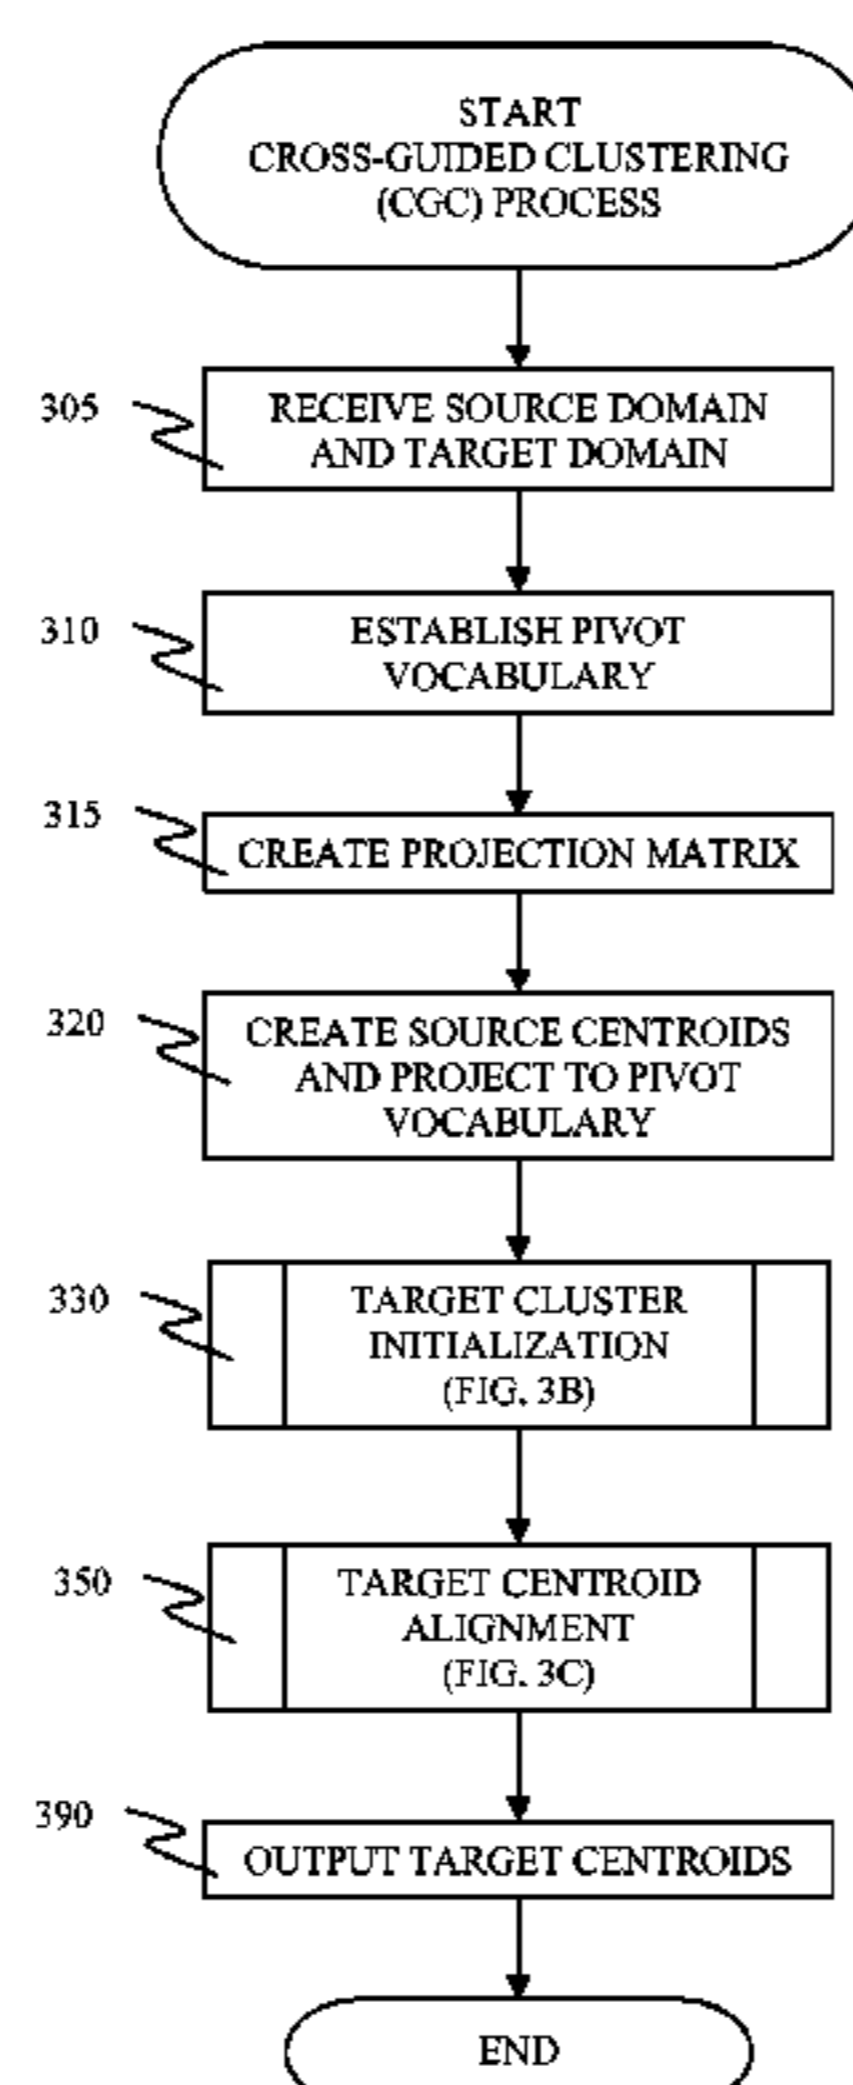 START
CROSS-GUIDED CLUSTERING
(CGC) PROCESS
305
RECEIVE SOURCE DOMAIN
AND TARGET DOMAIN
310
ESTABLISH PIVOT
VOCABULARY
315
CREATE PROJECTION MATRIX
320
CREATE SOURCE CENTROIDS
AND PROJECT TO PIVOT
VOCABULARY
330
TARGET CLUSTER
INITIALIZATION
(FIG. 3B)
350
TARGET CENTROID
ALIGNMENT
(FIG. 3C)
390
OUTPUT TARGET CENTROIDS
END